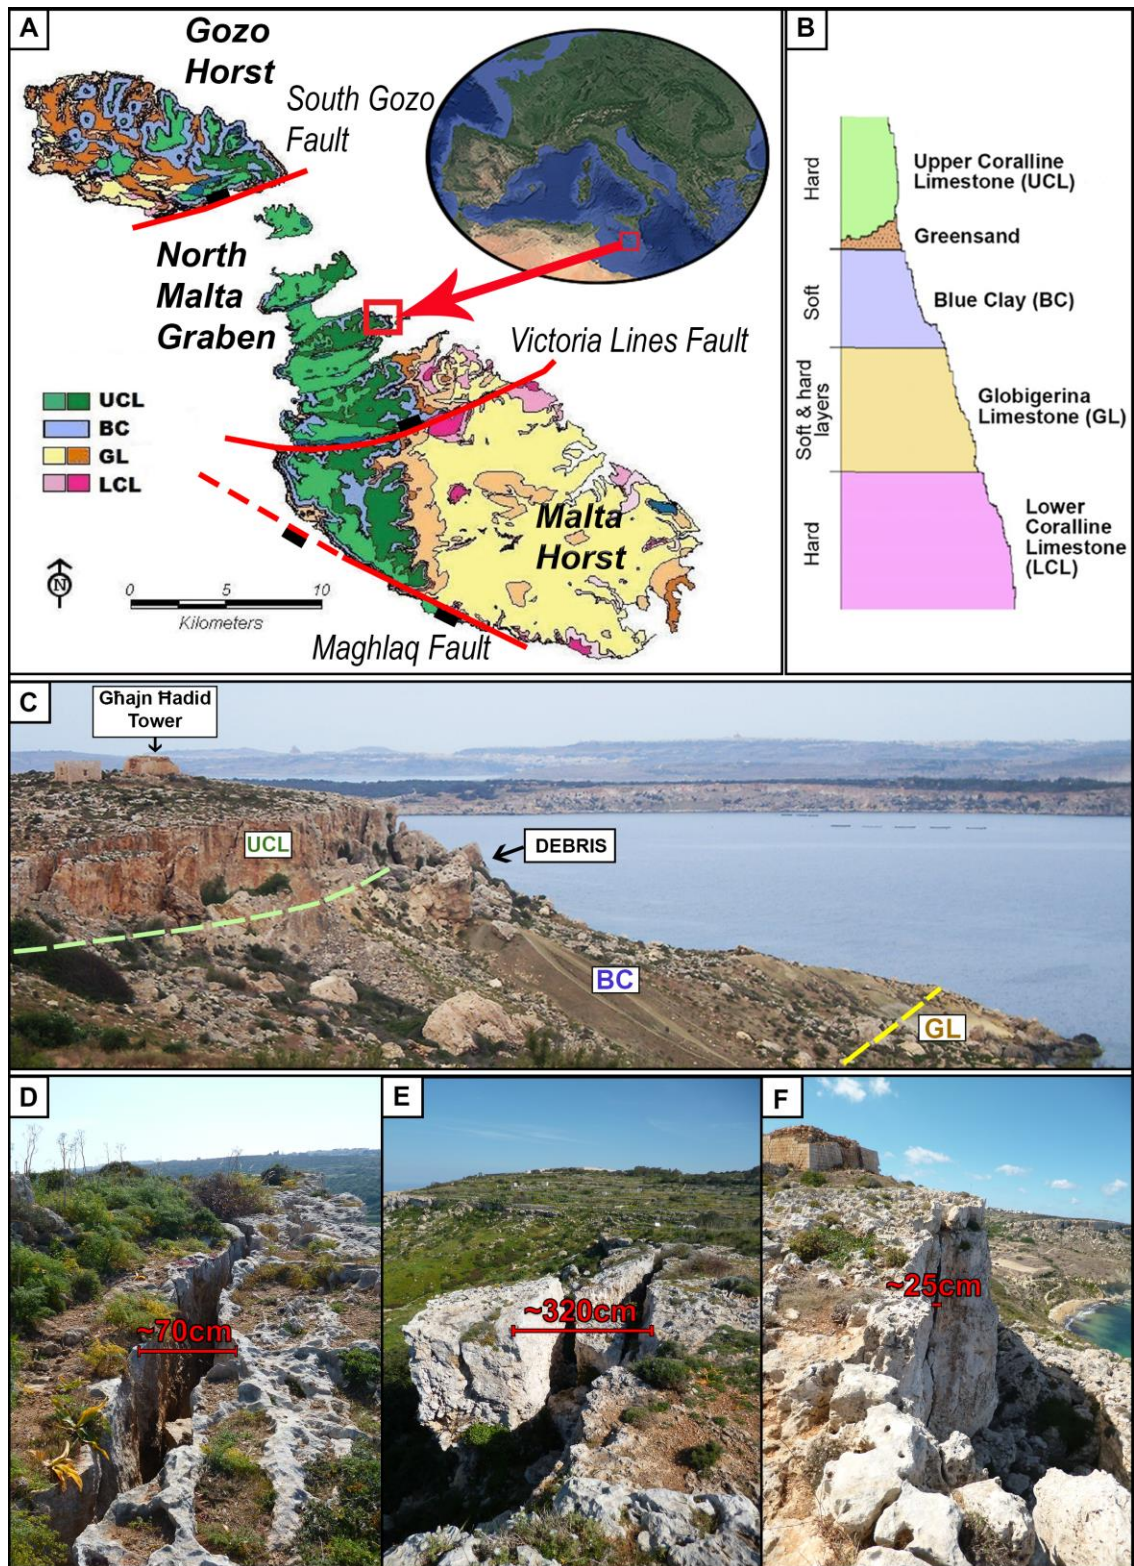 A
Gozo
Horst
South Gozo
Fault
North
Malta
Graben
Victoria Lines Fault
UCL
BC
GL
LCL
Malta
Horst
N
0 5 10
Kilometers
Maghlaq Fault
B
Hard
Upper Coralline
Limestone (UCL)
Greensand
Soft
Blue Clay (BC)
Soft & hard
layers
Globigerina
Limestone (GL)
Hard
Lower
Coralline
Limestone
(LCL)
C
Għajn Ħadid
Tower
UCL
DEBRIS
BC
GL
D
~70cm
E
~320cm
F
~25cm